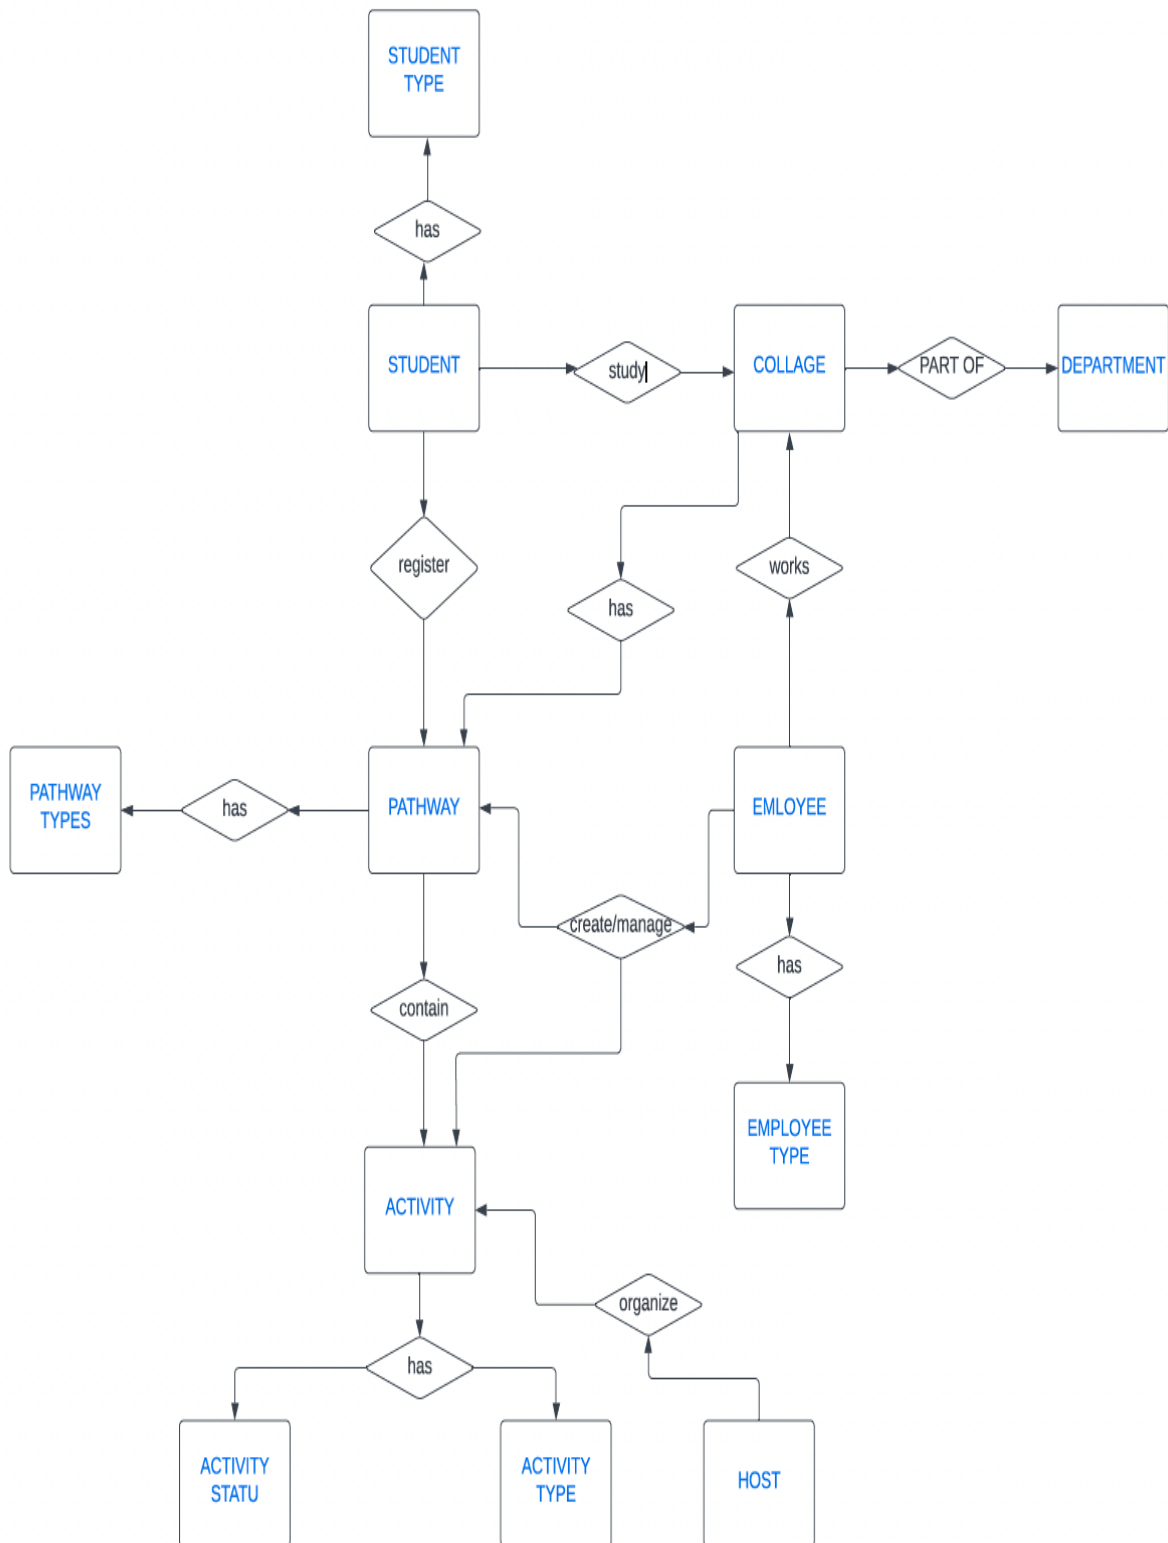 STUDENT
TYPE
has
STUDENT
study
COLLAGE
PART OF
DEPARTMENT
register
has
works
PATHWAY
TYPES
has
PATHWAY
EMLOYEE
create/manage
contain
has
EMPLOYEE
TYPE
ACTIVITY
organize
has
ACTIVITY
STATU
ACTIVITY
TYPE
HOST